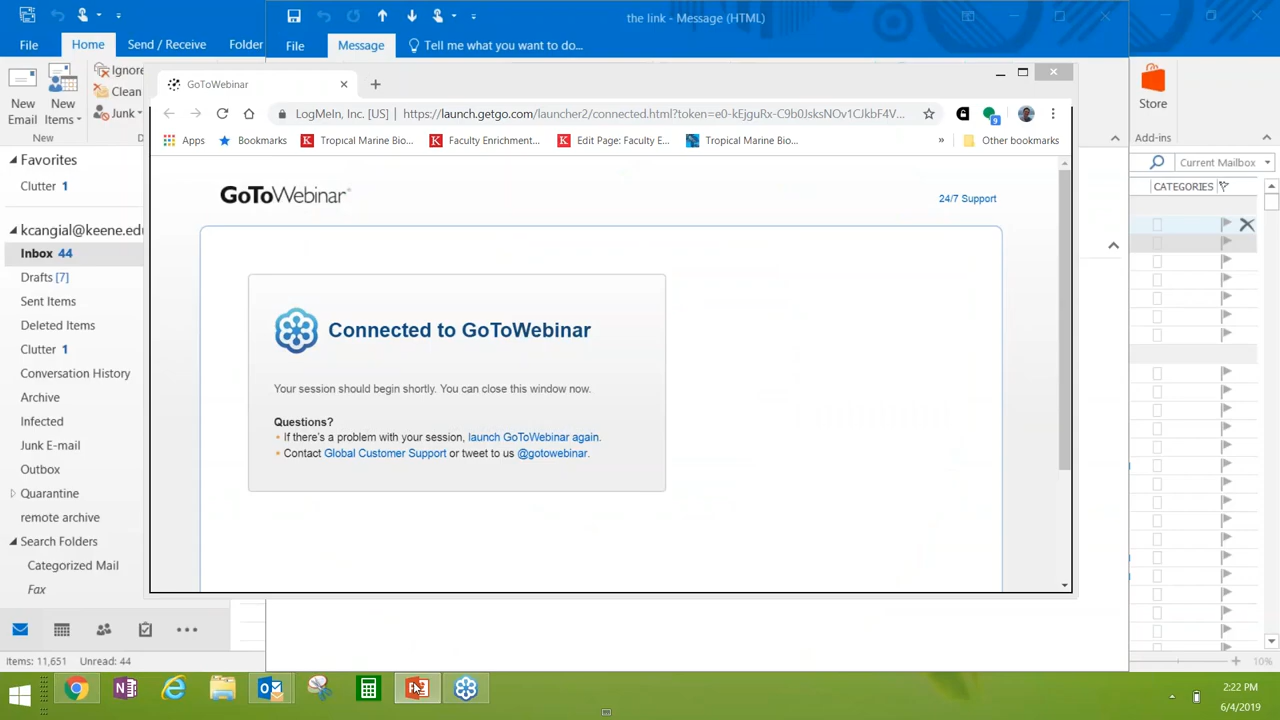 the link - Message (HTML)
File
Home
Send / Receive
Folder
File
Message
Tell me what you want to do...
New
Email
New
Items
Ignore
Clean
Junk
New
Store
Add-ins
GoToWebinar
LogMeIn, Inc. [US] | https://launch.getgo.com/launcher2/connected.html?token=e0-kEjguRx-C9b0JsksNOv1CJkbF4V...
9
Apps
Bookmarks
Tropical Marine Bio...
Faculty Enrichment...
Edit Page: Faculty E...
Tropical Marine Bio...
»
Other bookmarks
Favorites
Clutter 1
kcangial@keene.edu
Inbox 44
Drafts [7]
Sent Items
Deleted Items
Clutter 1
Conversation History
Archive
Infected
Junk E-mail
Outbox
Quarantine
remote archive
Search Folders
Categorized Mail
Fax
Current Mailbox
CATEGORIES
GoToWebinar
24/7 Support
Connected to GoToWebinar
Your session should begin shortly. You can close this window now.
Questions?
If there's a problem with your session, launch GoToWebinar again.
Contact Global Customer Support or tweet to us @gotowebinar.
Items: 11,651 Unread: 44
10%
2:22 PM
6/4/2019